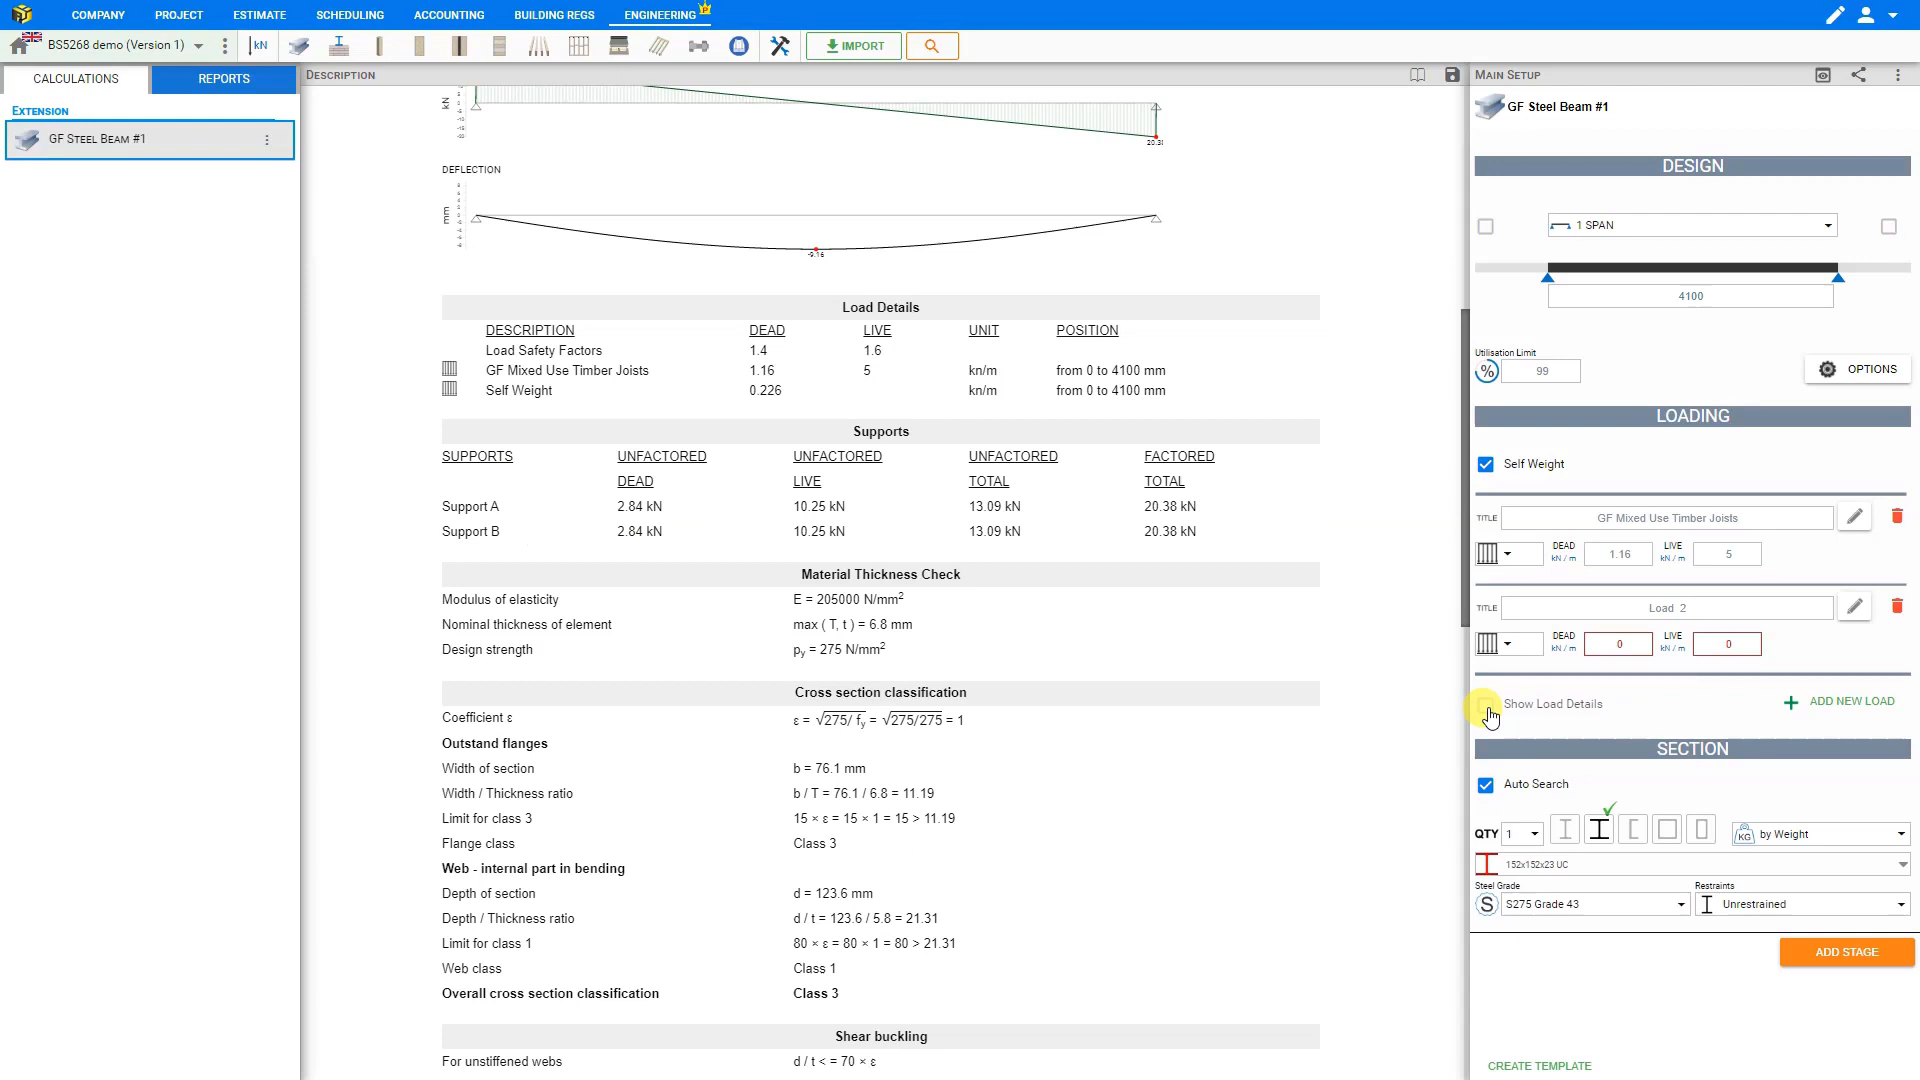 COMPANY PROJECT ESTIMATE SCHEDULING ACCOUNTING BUILDING REGS ENGINEERING
BS5268 demo (Version 1) kN IMPORT
CALCULATIONS REPORTS
EXTENSION
GF STEEL BEAM #1
DESCRIPTION
kN
20.38
DEFLECTION
mm
-9.16
Load Details
DESCRIPTION DEAD LIVE UNIT POSITION
Load Safety Factors 1.4 1.6
GF Mixed Use Timber Joists 1.16 5 kn/m from 0 to 4100 mm
Self Weight 0.226 kn/m from 0 to 4100 mm
Supports
SUPPORTS UNFACTORED UNFACTORED UNFACTORED FACTORED
DEAD LIVE TOTAL TOTAL
Support A 2.84 kN 10.25 kN 13.09 kN 20.38 kN
Support B 2.84 kN 10.25 kN 13.09 kN 20.38 kN
Material Thickness Check
Modulus of elasticity E = 205000 N/mm²
Nominal thickness of element max ( T, t ) = 6.8 mm
Design strength py = 275 N/mm²
Cross section classification
Coefficient ε ε = √275/ fy = √275/275 = 1
Outstand flanges
Width of section b = 76.1 mm
Width / Thickness ratio b / T = 76.1 / 6.8 = 11.19
Limit for class 3 15 × ε = 15 × 1 = 15 > 11.19
Flange class Class 3
Web - internal part in bending
Depth of section d = 123.6 mm
Depth / Thickness ratio d / t = 123.6 / 5.8 = 21.31
Limit for class 1 80 × ε = 80 × 1 = 80 > 21.31
Web class Class 1
Overall cross section classification Class 3
Shear buckling
For unstiffened webs d / t < = 70 × ε
MAIN SETUP
GF Steel Beam #1
DESIGN
1 SPAN
4100
Utilisation Limit
% 99 OPTIONS
LOADING
Self Weight
TITLE GF Mixed Use Timber Joists
DEAD kN / m 1.16 LIVE kN / m 5
TITLE Load 2
DEAD kN / m 0 LIVE kN / m 0
Show Load Details ADD NEW LOAD
SECTION
Auto Search
QTY 1 KG by Weight
152x152x23 UC
Steel Grade Restraints
S S275 Grade 43 Unrestrained
ADD STAGE
CREATE TEMPLATE